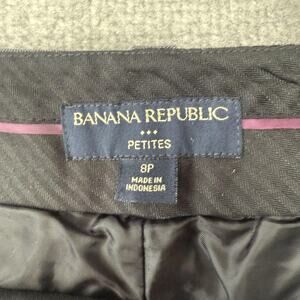 BANANA REPUBLIC
PETITES
8P
MADE IN
INDONESIA